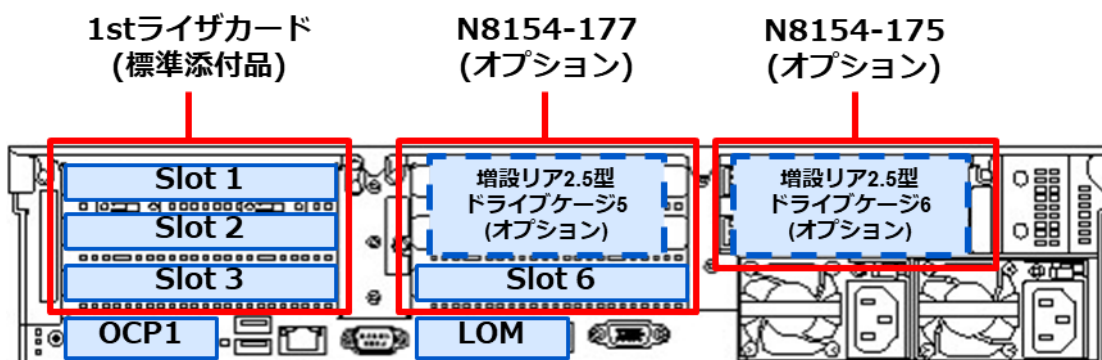 1stライザカード
(標準添付品)
N8154-177
(オプション)
N8154-175
(オプション)
Slot 1
Slot 2
Slot 3
増設リア2.5型
ドライブケージ5
(オプション)
Slot 6
増設リア2.5型
ドライブケージ6
(オプション)
OCP1
LOM